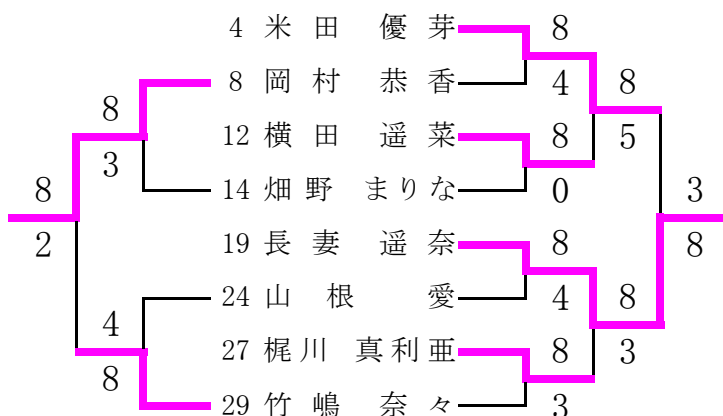 4 米田 優芽 8
8 岡村 恭香 4
8 8
3 5
12 横田 遥菜 8
14 畑野 まりな 0
8 3
2 8
19 長妻 遥奈 8
24 山根 愛 4
4 8
8 3
27 梶川 真利亜 8
29 竹嶋 奈々 3